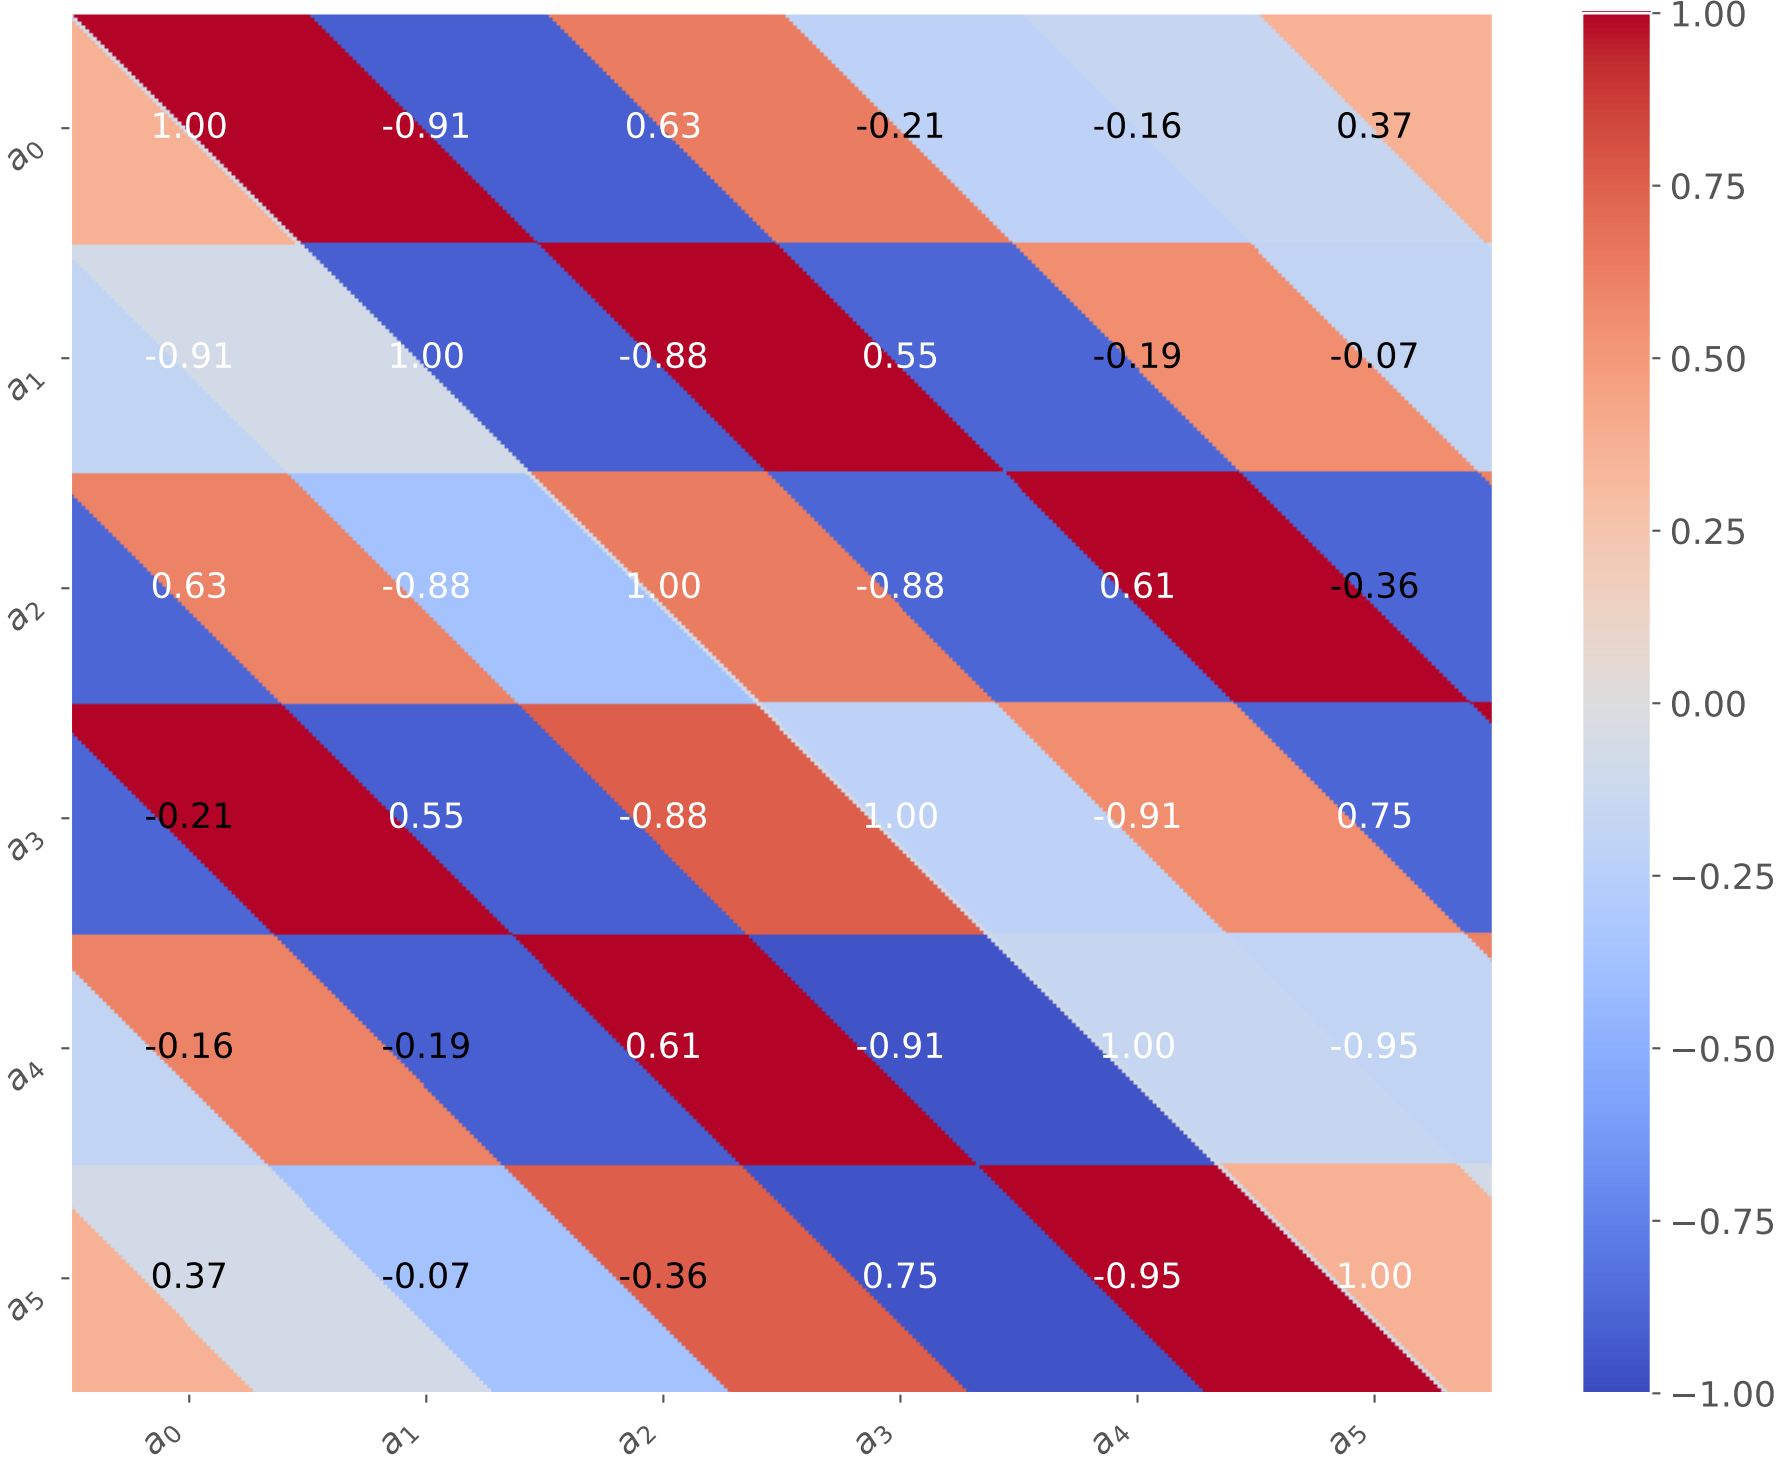 1.00
a₀ 1.00 -0.91 0.63 -0.21 -0.16 0.37
0.75
a₁ -0.91 1.00 -0.88 0.55 -0.19 -0.07
0.50
0.25
a₂ 0.63 -0.88 1.00 -0.88 0.61 -0.36
0.00
a₃ -0.21 0.55 -0.88 1.00 -0.91 0.75
−0.25
a₄ -0.16 -0.19 0.61 -0.91 1.00 -0.95
−0.50
−0.75
a₅ 0.37 -0.07 -0.36 0.75 -0.95 1.00
−1.00
a₀ a₁ a₂ a₃ a₄ a₅